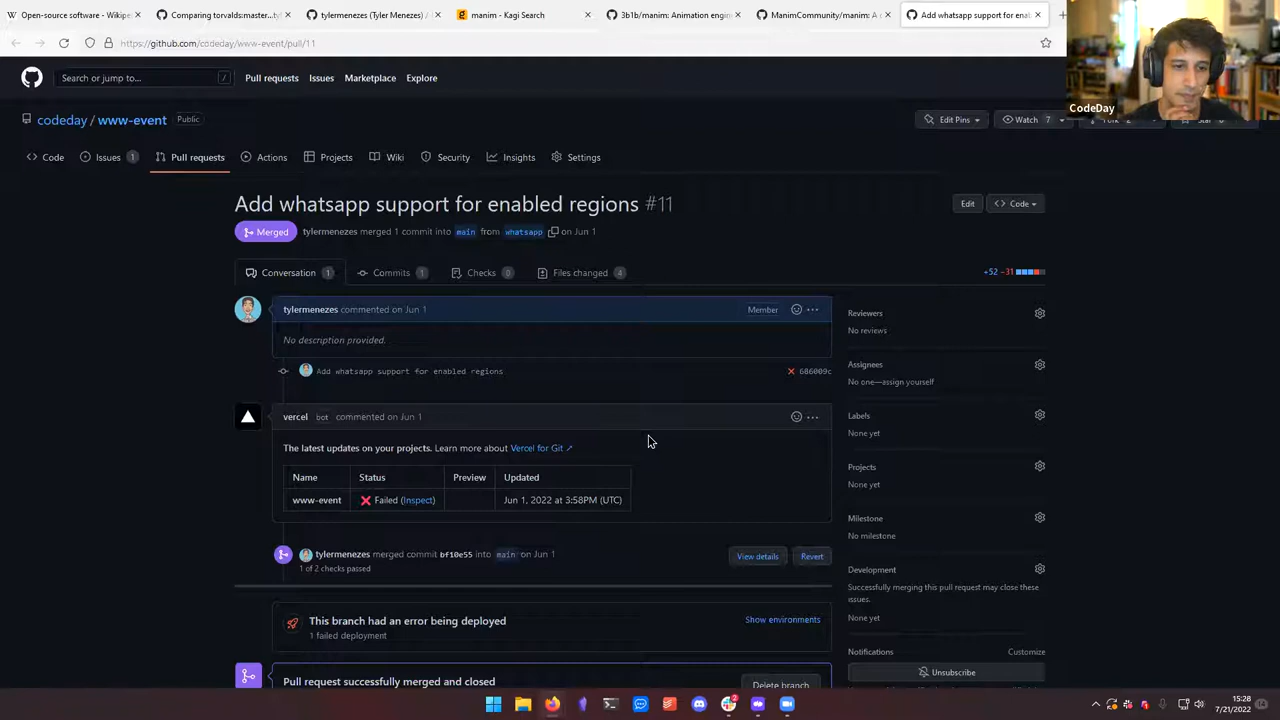 Open-source software - Wikip
Comparing torvalds:master...
tylermenezes (Tyler Menezes)
manim - Kagi Search
3b1b/manim: Animation engin
ManimCommunity/manim: A c
Add whatsapp support for enab
https://github.com/codeday/www-event/pull/11
Search or jump to...
/
Pull requests
Issues
Marketplace
Explore
CodeDay
codeday / www-event
Public
Edit Pins
Watch 7
Code
Issues 1
Pull requests
Actions
Projects
Wiki
Security
Insights
Settings
Add whatsapp support for enabled regions #11
Edit
<> Code
Merged
tylermenezes merged 1 commit into main from whatsapp on Jun 1
Conversation 1
Commits 1
Checks 0
Files changed 4
+52 −31
tylermenezes commented on Jun 1
Member
No description provided.
Add whatsapp support for enabled regions
686009c
vercel bot commented on Jun 1
The latest updates on your projects. Learn more about Vercel for Git ↗
Name
Status
Preview
Updated
www-event
Failed (Inspect)
Jun 1, 2022 at 3:58PM (UTC)
tylermenezes merged commit bf10e55 into main on Jun 1
1 of 2 checks passed
View details
Revert
This branch had an error being deployed
1 failed deployment
Show environments
Pull request successfully merged and closed
Delete branch
Reviewers
No reviews
Assignees
No one—assign yourself
Labels
None yet
Projects
None yet
Milestone
No milestone
Development
Successfully merging this pull request may close these
issues.
None yet
Notifications
Customize
Unsubscribe
15:28
7/21/2022